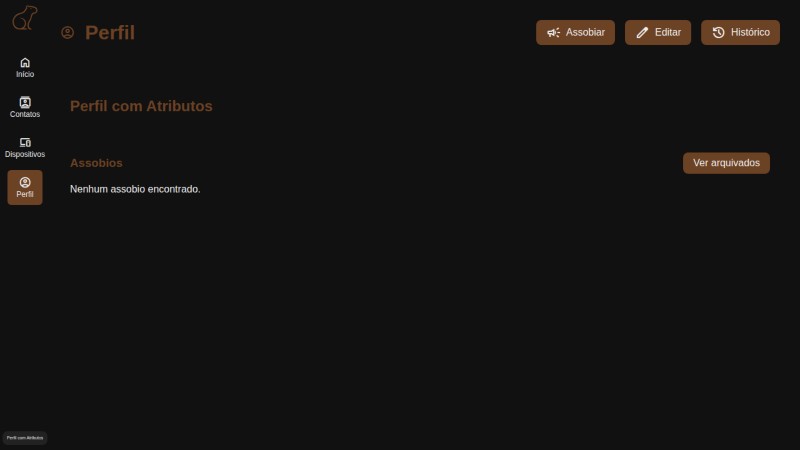 Perfil
Assobiar
Editar
Histórico
Início
Contatos
Dispositivos
Perfil
Perfil com Atributos
Assobios
Ver arquivados
Nenhum assobio encontrado.
Perfil com Atributos